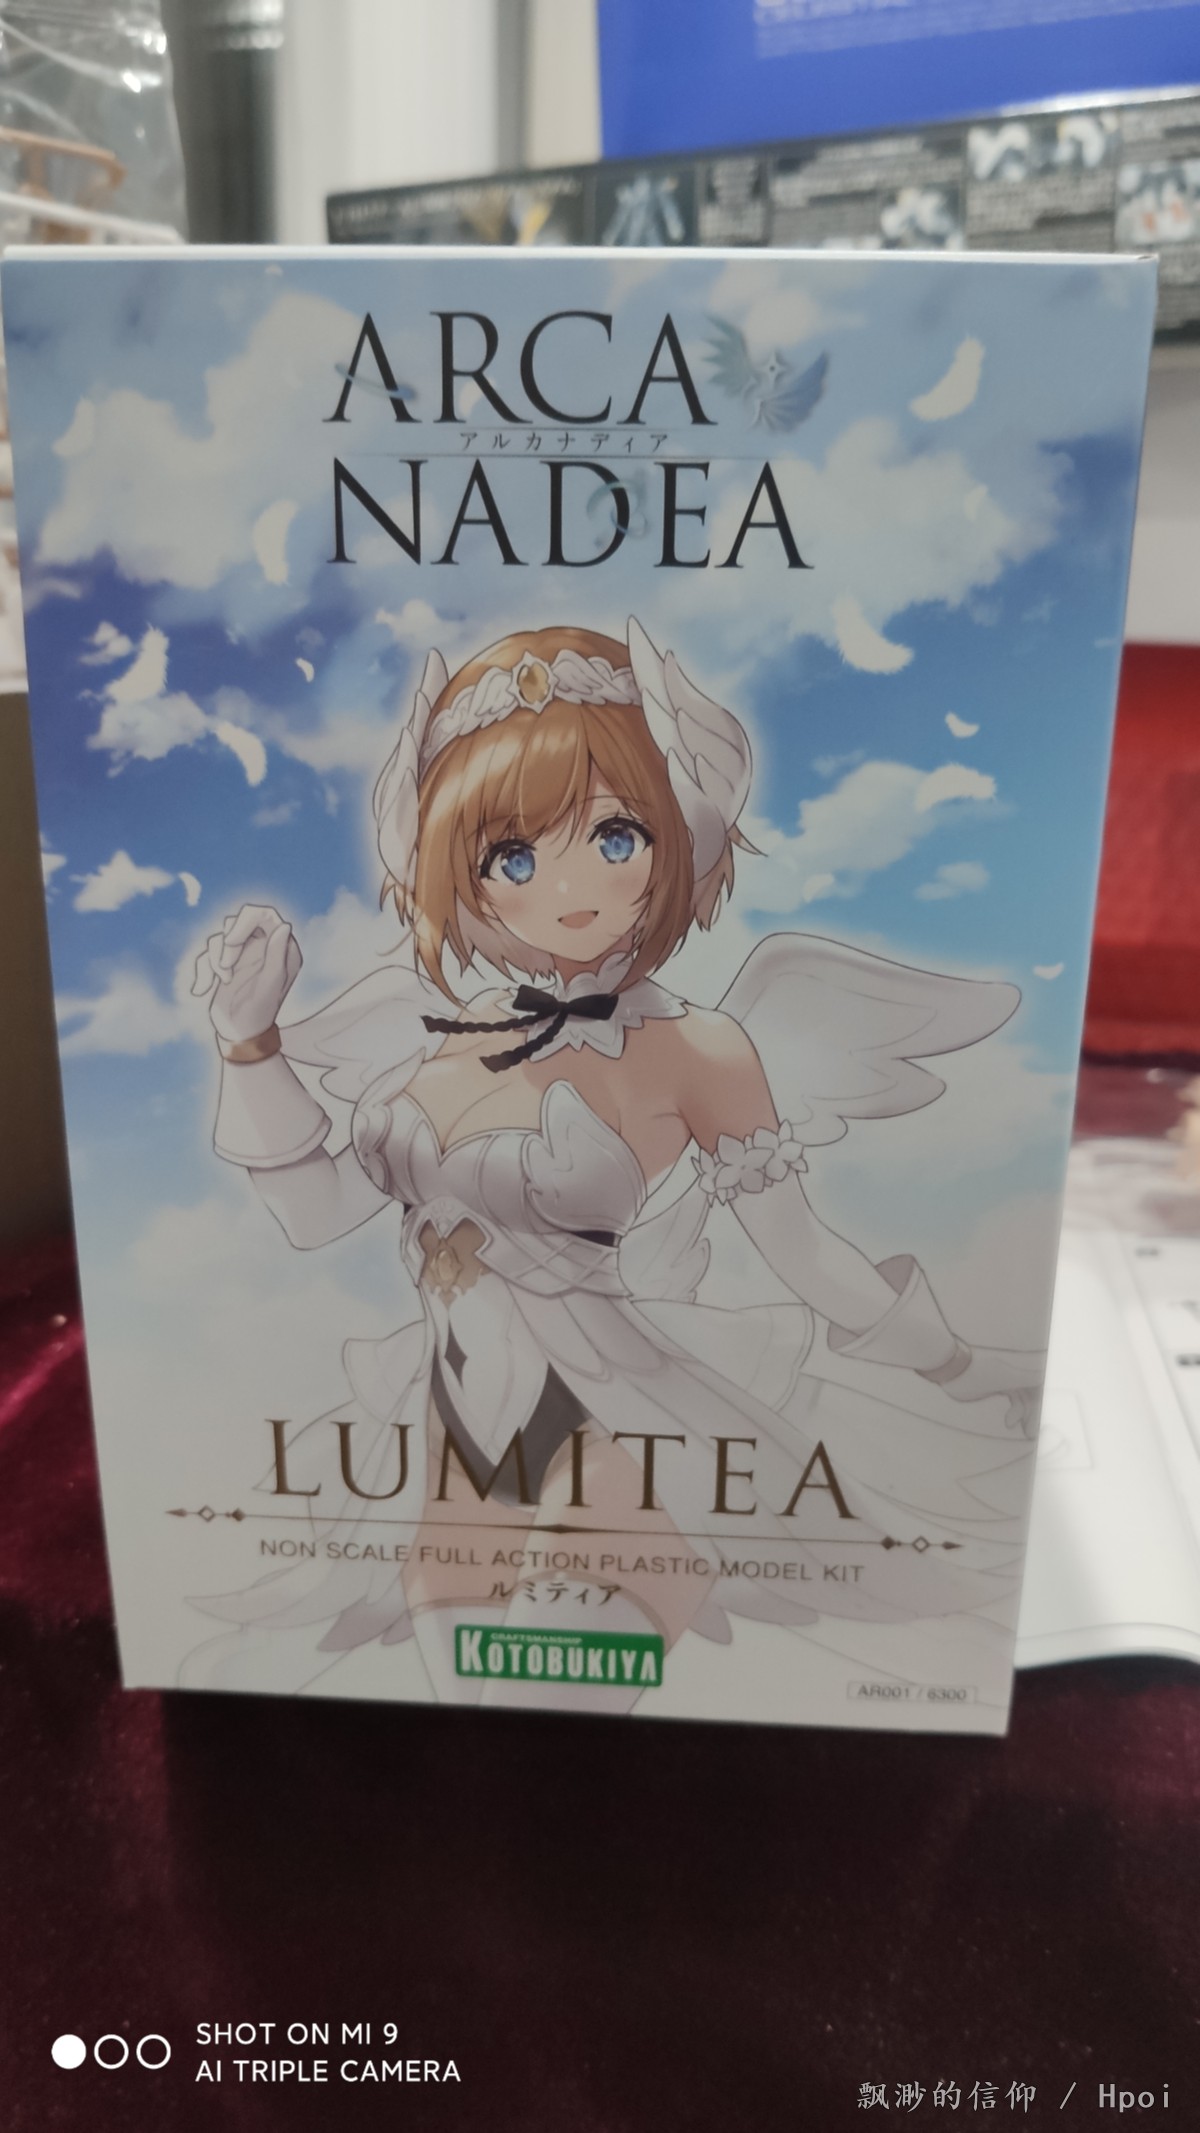 ARCA
アルカナディア
NADEA
LUMITEA
NON SCALE FULL ACTION PLASTIC MODEL KIT
ルミティア
CRAFTSMANSHIP
KOTOBUKIYA
AR001 / 6300
SHOT ON MI 9
AI TRIPLE CAMERA
飘渺的信仰 / Hpoi